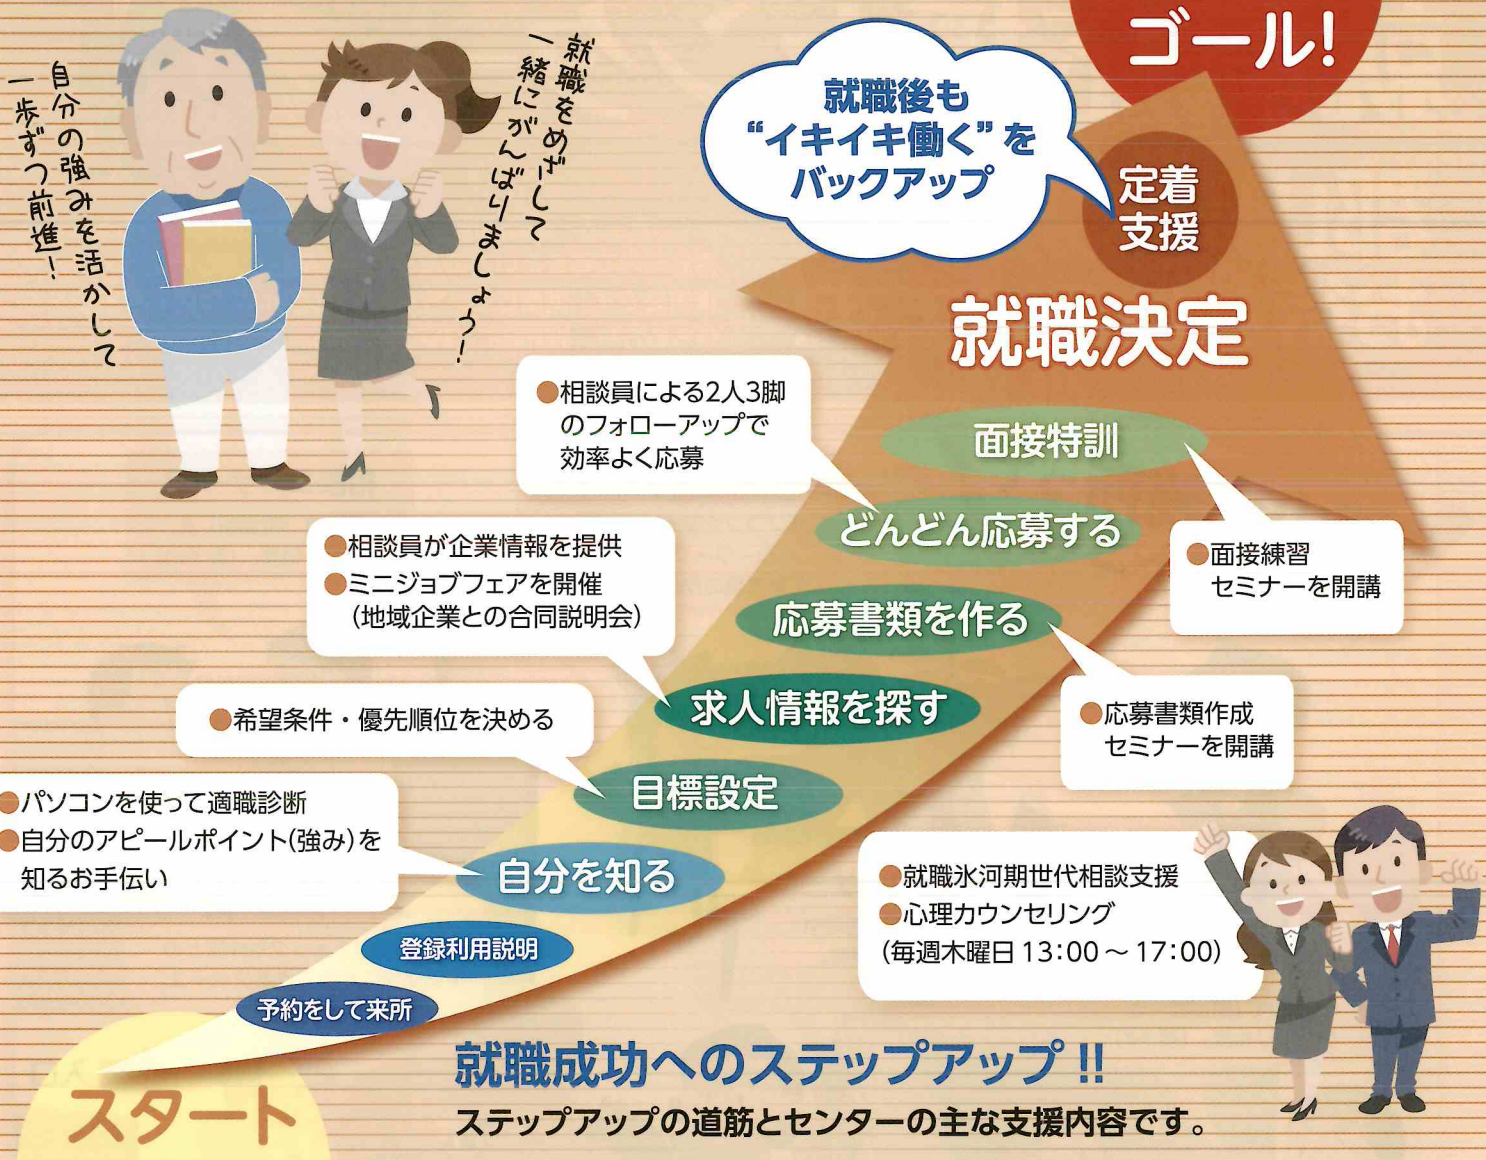 ゴール!
自分の強みを活かして
一歩ずつ前進！
就職をめざして
一緒にがんばりましょう！
就職後も
“イキイキ働く”を
バックアップ
定着
支援
就職決定
●相談員による2人3脚
のフォローアップで
効率よく応募
面接特訓
●面接練習
セミナーを開講
どんどん応募する
●相談員が企業情報を提供
●ミニジョブフェアを開催
（地域企業との合同説明会）
応募書類を作る
●応募書類作成
セミナーを開講
求人情報を探す
●希望条件・優先順位を決める
目標設定
●パソコンを使って適職診断
●自分のアピールポイント(強み)を
知るお手伝い
自分を知る
●就職氷河期世代相談支援
●心理カウンセリング
(毎週木曜日 13:00～17:00)
登録利用説明
予約をして来所
スタート
就職成功へのステップアップ!!
ステップアップの道筋とセンターの主な支援内容です。